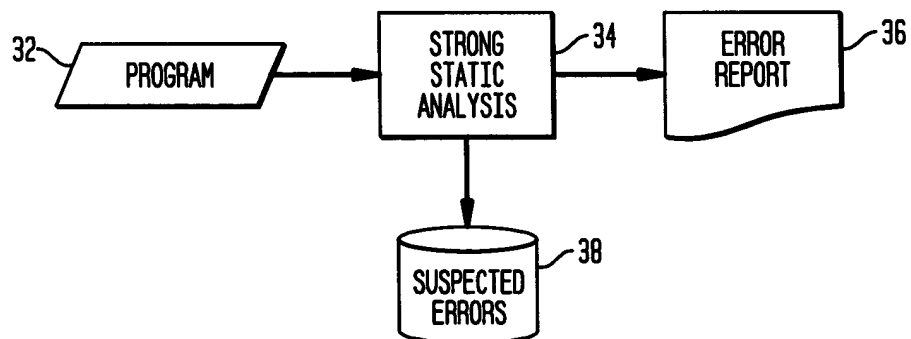 32
PROGRAM
STRONG
STATIC
ANALYSIS
34
ERROR
REPORT
36
SUSPECTED
ERRORS
38